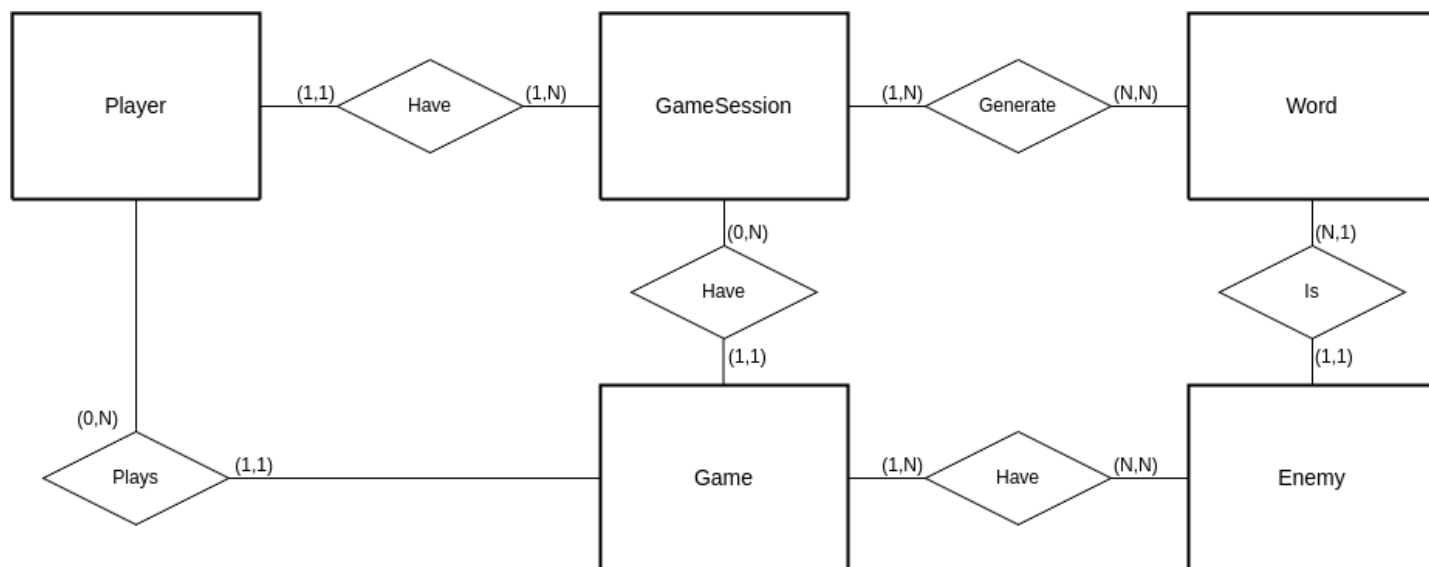 Player
(1,1)
Have
(1,N)
GameSession
(1,N)
Generate
(N,N)
Word
(0,N)
Have
(1,1)
(N,1)
Is
(1,1)
(0,N)
Plays
(1,1)
Game
(1,N)
Have
(N,N)
Enemy